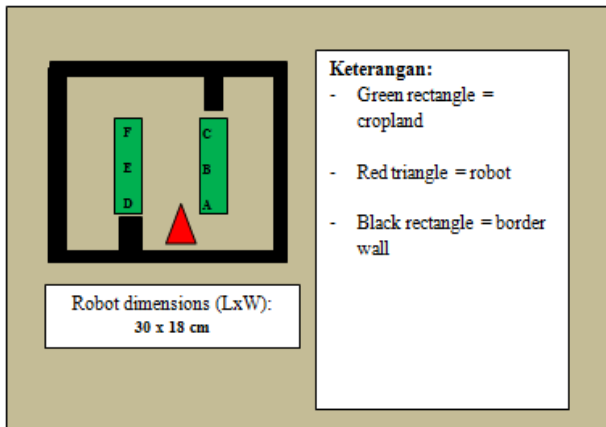 F C
E B
D A
Robot dimensions (LxW):
30 x 18 cm
Keterangan:
- Green rectangle =
cropland
- Red triangle = robot
- Black rectangle = border
wall